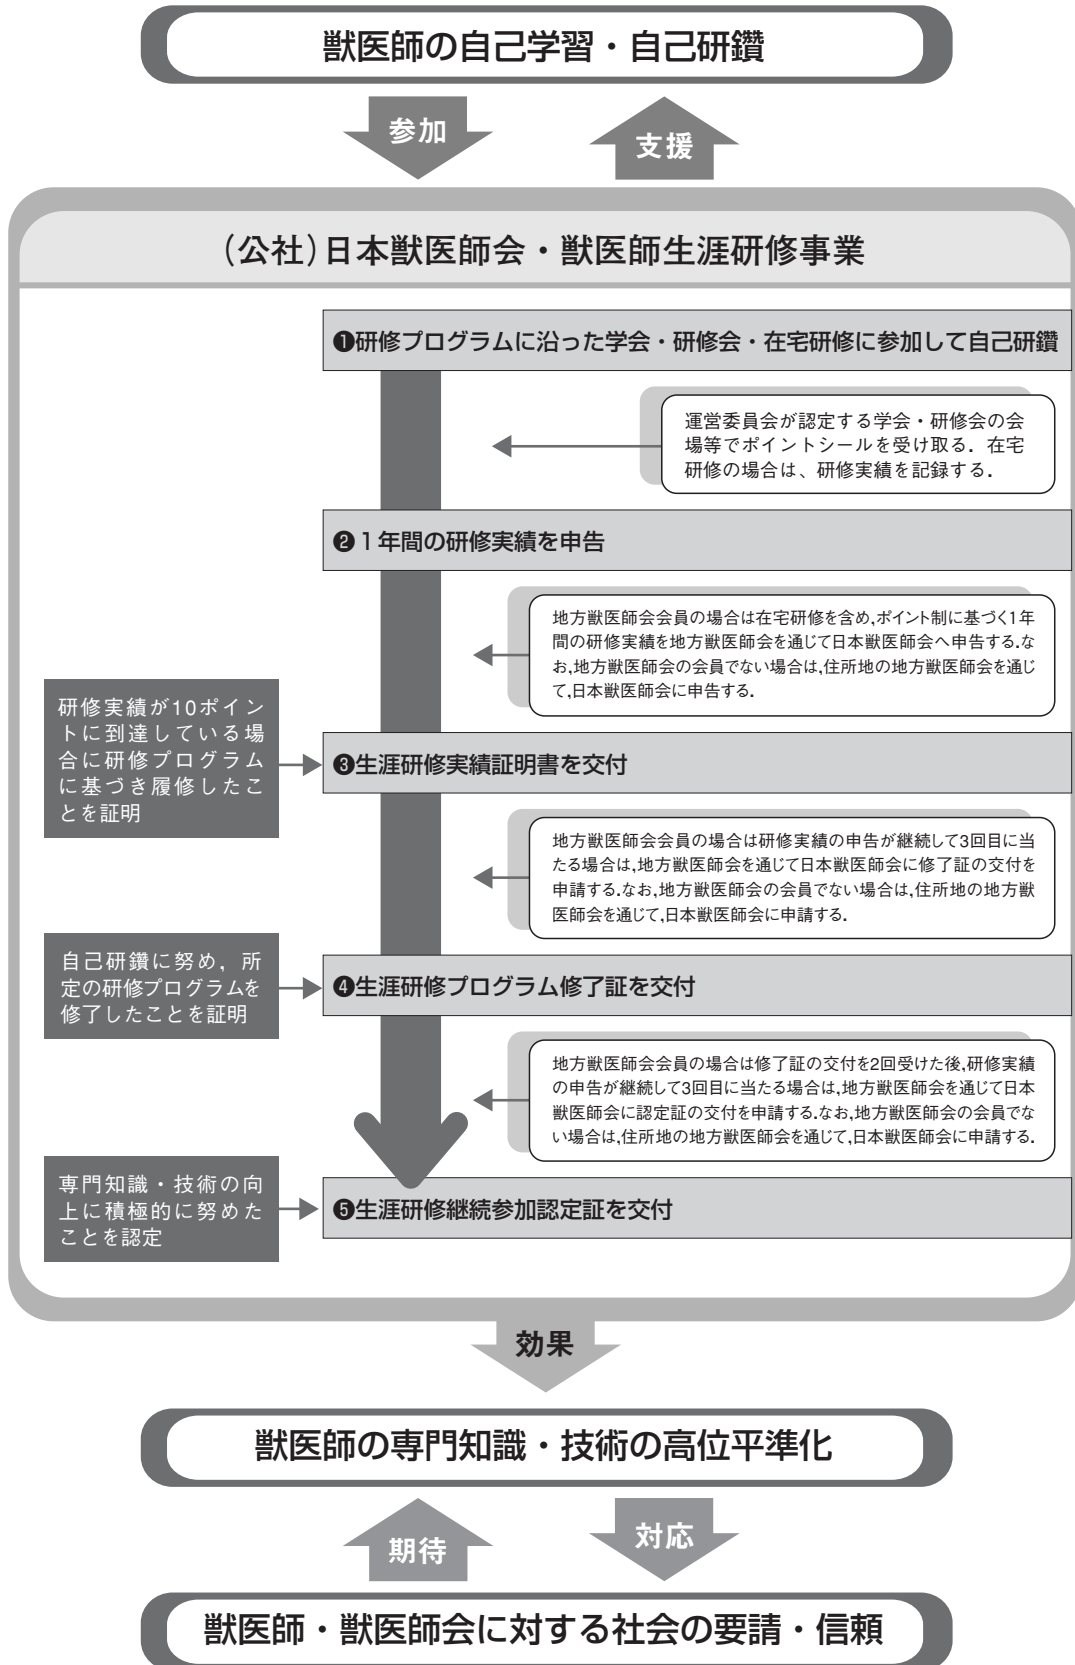 獣医師の自己学習・自己研鑽
参加
支援
（公社）日本獣医師会・獣医師生涯研修事業
❶研修プログラムに沿った学会・研修会・在宅研修に参加して自己研鑽
運営委員会が認定する学会・研修会の会
場等でポイントシールを受け取る．在宅
研修の場合は、研修実績を記録する．
❷１年間の研修実績を申告
地方獣医師会会員の場合は在宅研修を含め,ポイント制に基づく1年
間の研修実績を地方獣医師会を通じて日本獣医師会へ申告する.な
お,地方獣医師会の会員でない場合は,住所地の地方獣医師会を通じ
て,日本獣医師会に申告する.
研修実績が10ポイン
トに到達している場
合に研修プログラム
に基づき履修したこ
とを証明
❸生涯研修実績証明書を交付
地方獣医師会会員の場合は研修実績の申告が継続して3回目に当
たる場合は,地方獣医師会を通じて日本獣医師会に修了証の交付を
申請する.なお,地方獣医師会の会員でない場合は,住所地の地方獣
医師会を通じて,日本獣医師会に申請する.
自己研鑽に努め，所
定の研修プログラムを
修了したことを証明
❹生涯研修プログラム修了証を交付
地方獣医師会会員の場合は修了証の交付を2回受けた後,研修実績
の申告が継続して3回目に当たる場合は,地方獣医師会を通じて日本
獣医師会に認定証の交付を申請する.なお,地方獣医師会の会員でな
い場合は,住所地の地方獣医師会を通じて,日本獣医師会に申請する.
専門知識・技術の向
上に積極的に努めた
ことを認定
❺生涯研修継続参加認定証を交付
効果
獣医師の専門知識・技術の高位平準化
期待
対応
獣医師・獣医師会に対する社会の要請・信頼